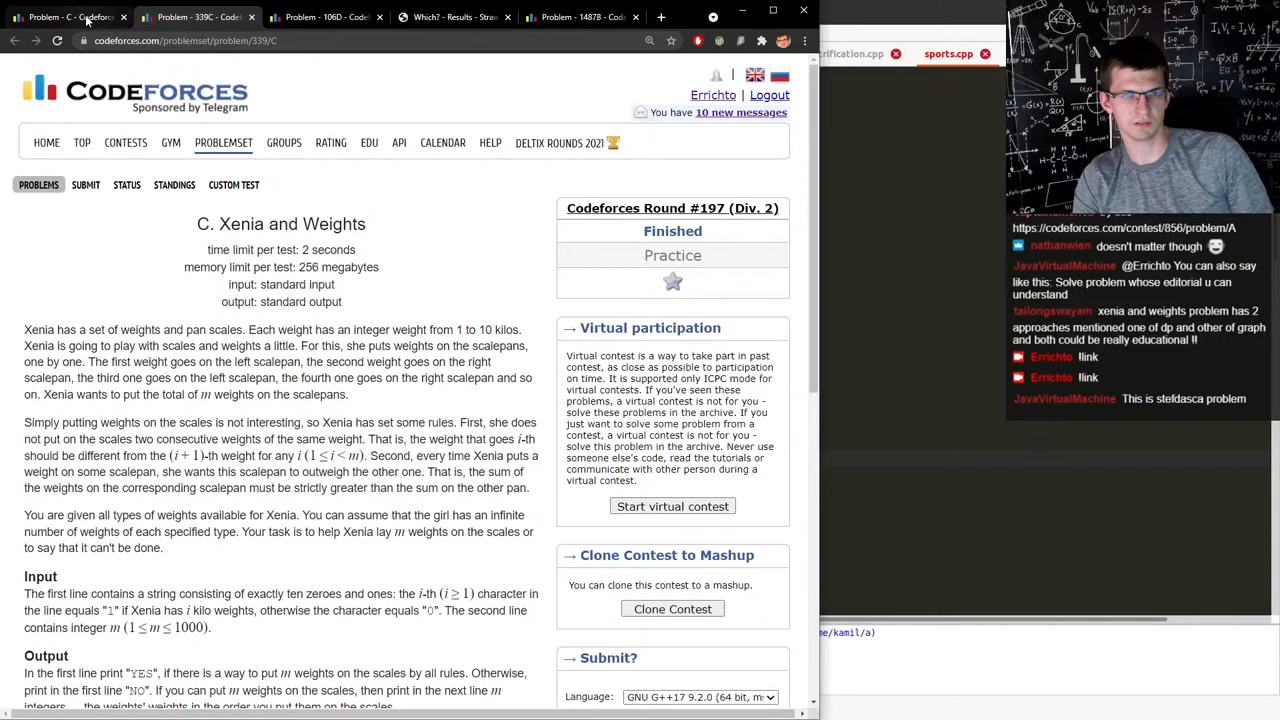 Problem - C - Codeforc
Problem - 339C - Codef
Problem - 106D - Codef
Which? - Results - Straw
Problem - 1487B - Code
codeforces.com/problemset/problem/339/C
trification.cpp
sports.cpp
CODEFORCES
Sponsored by Telegram
Errichto | Logout
You have 10 new messages
HOME TOP CONTESTS GYM PROBLEMSET GROUPS RATING EDU API CALENDAR HELP DELTIX ROUNDS 2021
PROBLEMS SUBMIT STATUS STANDINGS CUSTOM TEST
C. Xenia and Weights
time limit per test: 2 seconds
memory limit per test: 256 megabytes
input: standard input
output: standard output
Xenia has a set of weights and pan scales. Each weight has an integer weight from 1 to 10 kilos.
Xenia is going to play with scales and weights a little. For this, she puts weights on the scalepans,
one by one. The first weight goes on the left scalepan, the second weight goes on the right
scalepan, the third one goes on the left scalepan, the fourth one goes on the right scalepan and so
on. Xenia wants to put the total of m weights on the scalepans.
Simply putting weights on the scales is not interesting, so Xenia has set some rules. First, she does
not put on the scales two consecutive weights of the same weight. That is, the weight that goes i-th
should be different from the (i + 1)-th weight for any i (1 ≤ i < m). Second, every time Xenia puts a
weight on some scalepan, she wants this scalepan to outweigh the other one. That is, the sum of
the weights on the corresponding scalepan must be strictly greater than the sum on the other pan.
You are given all types of weights available for Xenia. You can assume that the girl has an infinite
number of weights of each specified type. Your task is to help Xenia lay m weights on the scales or
to say that it can't be done.
Input
The first line contains a string consisting of exactly ten zeroes and ones: the i-th (i ≥ 1) character in
the line equals "1" if Xenia has i kilo weights, otherwise the character equals "0". The second line
contains integer m (1 ≤ m ≤ 1000).
Output
In the first line print "YES", if there is a way to put m weights on the scales by all rules. Otherwise,
print in the first line "NO". If you can put m weights on the scales, then print in the next line m
integers — the weights' weights in the order you put them on the scales.
Codeforces Round #197 (Div. 2)
Finished
Practice
→ Virtual participation
Virtual contest is a way to take part in past
contest, as close as possible to participation
on time. It is supported only ICPC mode for
virtual contests. If you've seen these
problems, a virtual contest is not for you -
solve these problems in the archive. If you
just want to solve some problem from a
contest, a virtual contest is not for you -
solve this problem in the archive. Never use
someone else's code, read the tutorials or
communicate with other person during a
virtual contest.
Start virtual contest
→ Clone Contest to Mashup
You can clone this contest to a mashup.
Clone Contest
→ Submit?
Language: GNU G++17 9.2.0 (64 bit, m
https://codeforces.com/contest/856/problem/A
nathanwien doesn't matter though
JavaVirtualMachine @Errichto You can also say
like this: Solve problem whose editorial u can
understand
tailongswayam xenia and weights problem has 2
approaches mentioned one of dp and other of graph
and both could be really educational !!
Errichto !link
Errichto !link
JavaVirtualMachine This is stefdasca problem
me/kamil/a)